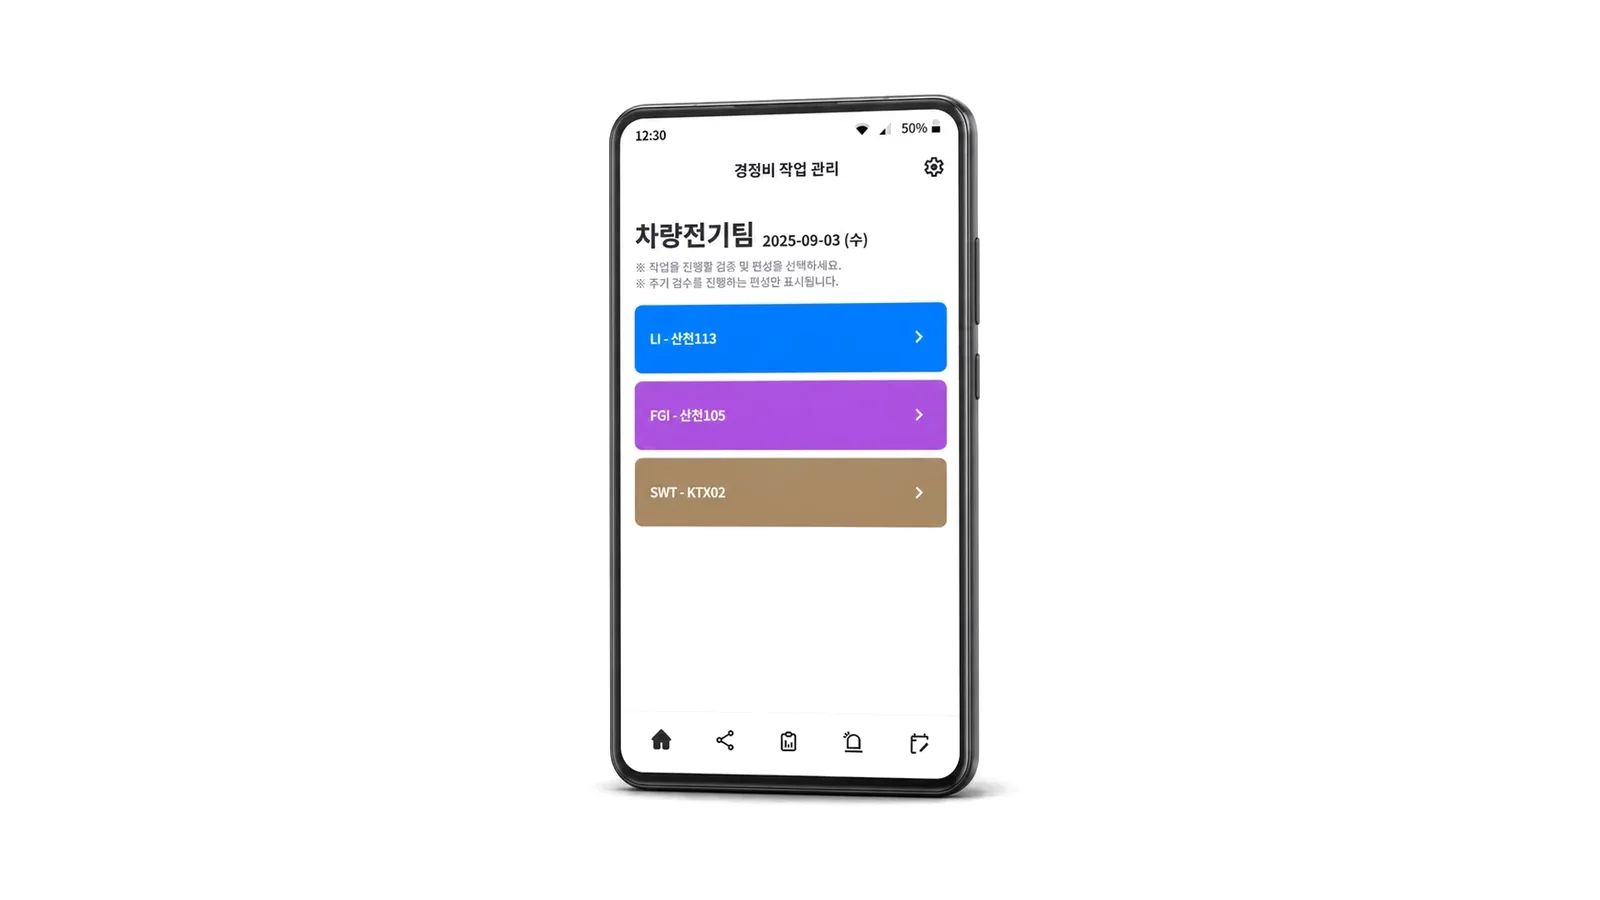 12:30 50%
경정비 작업 관리
차량전기팀 2025-09-03 (수)
※ 작업을 진행할 검종 및 편성을 선택하세요.
※ 주기 검수를 진행하는 편성만 표시됩니다.
LI - 산천113
FGI - 산천105
SWT - KTX02